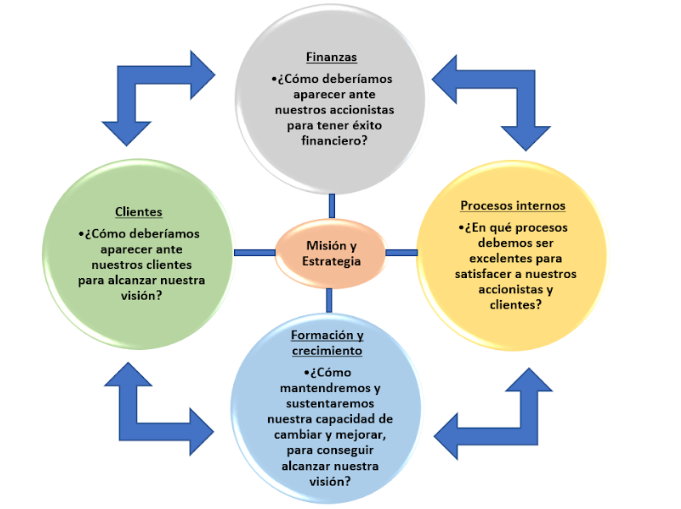 Finanzas
•¿Cómo deberíamos
aparecer ante
nuestros accionistas
para tener éxito
financiero?
Clientes
•¿Cómo deberíamos
aparecer ante
nuestros clientes
para alcanzar nuestra
visión?
Misión y
Estrategia
Procesos internos
•¿En qué procesos
debemos ser
excelentes para
satisfacer a nuestros
accionistas y
clientes?
Formación y
crecimiento
•¿Cómo
mantendremos y
sustentaremos
nuestra capacidad de
cambiar y mejorar,
para conseguir
alcanzar nuestra
visión?